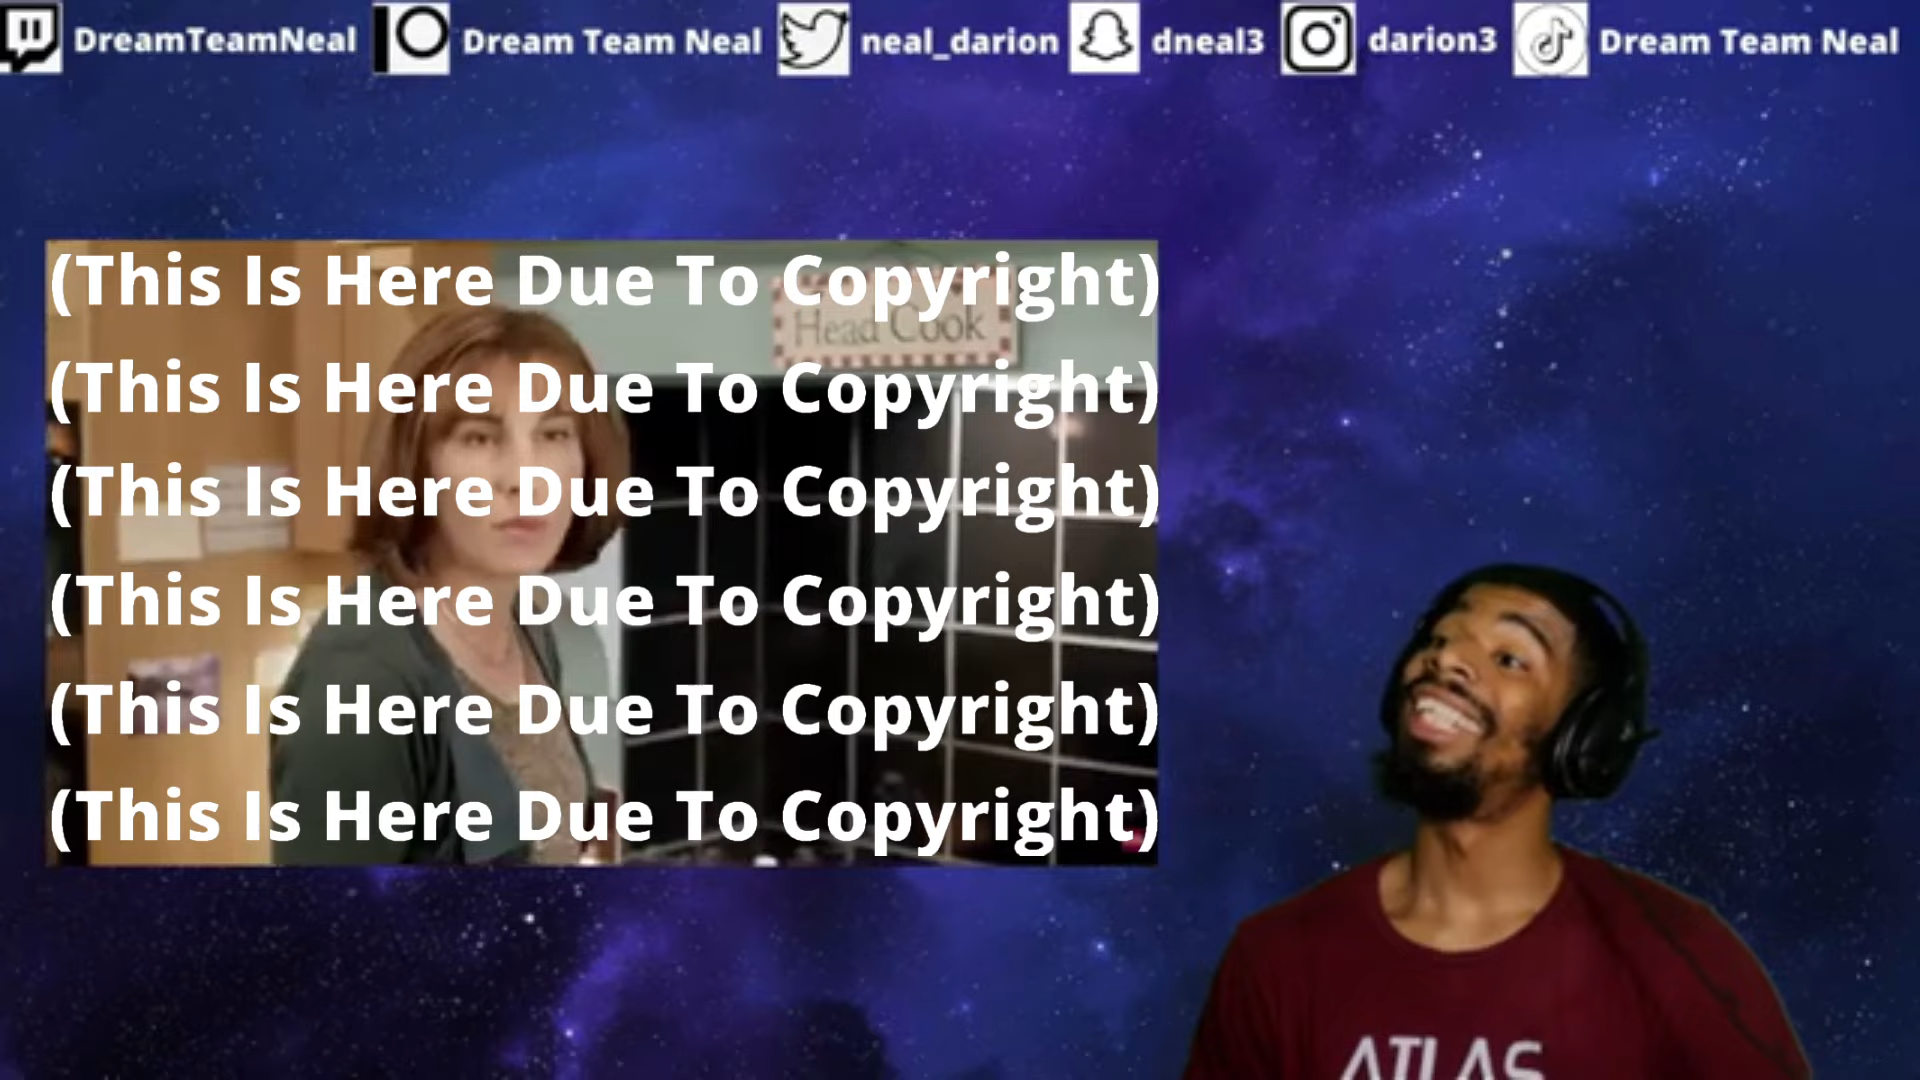 DreamTeamNeal Dream Team Neal neal_darion dneal3 darion3 Dream Team Neal
(This Is Here Due To Copyright)
Head Cook
(This Is Here Due To Copyright)
(This Is Here Due To Copyright)
(This Is Here Due To Copyright)
(This Is Here Due To Copyright)
(This Is Here Due To Copyright)
ATLAS